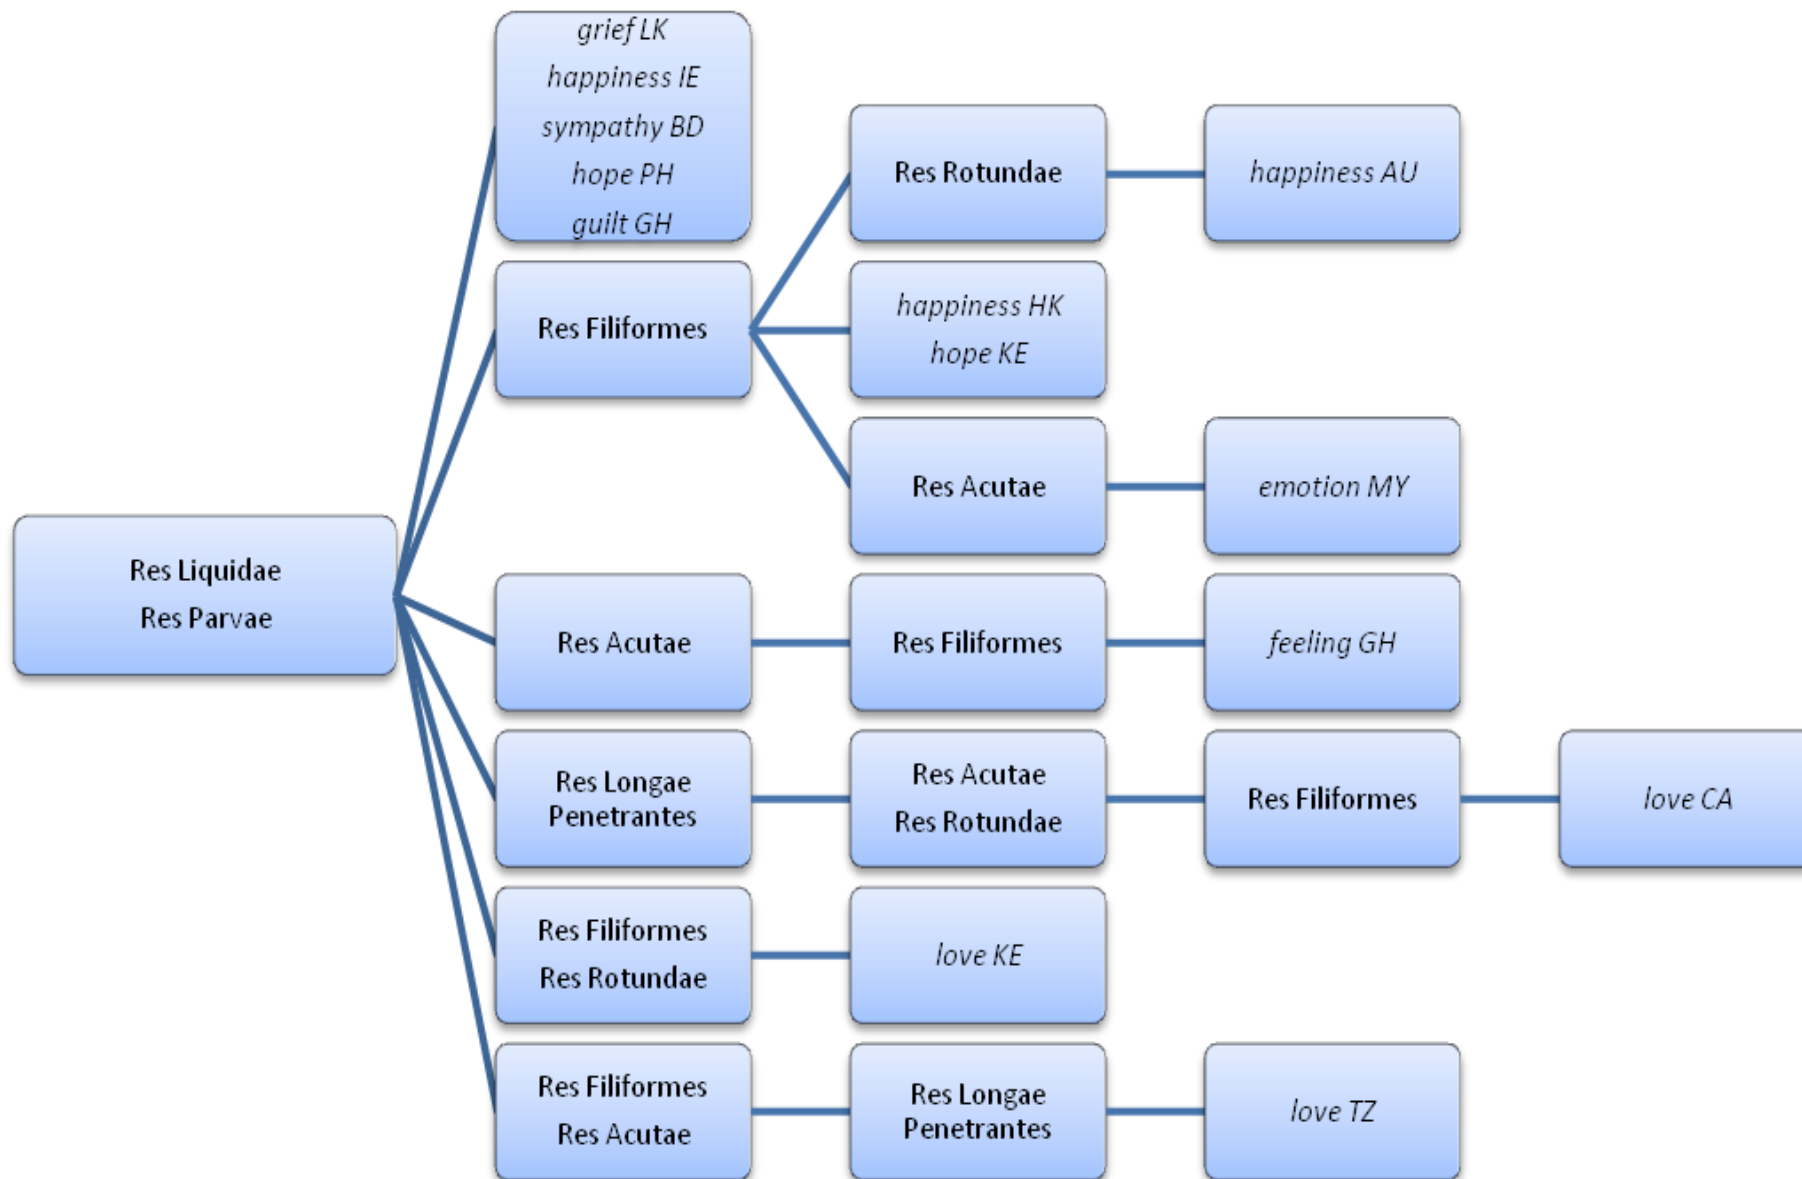 grief LK
happiness IE
sympathy BD
hope PH
guilt GH
Res Rotundae
happiness AU
Res Filiformes
happiness HK
hope KE
Res Acutae
emotion MY
Res Liquidae
Res Parvae
Res Acutae
Res Filiformes
feeling GH
Res Longae
Penetrantes
Res Acutae
Res Rotundae
Res Filiformes
love CA
Res Filiformes
Res Rotundae
love KE
Res Filiformes
Res Acutae
Res Longae
Penetrantes
love TZ